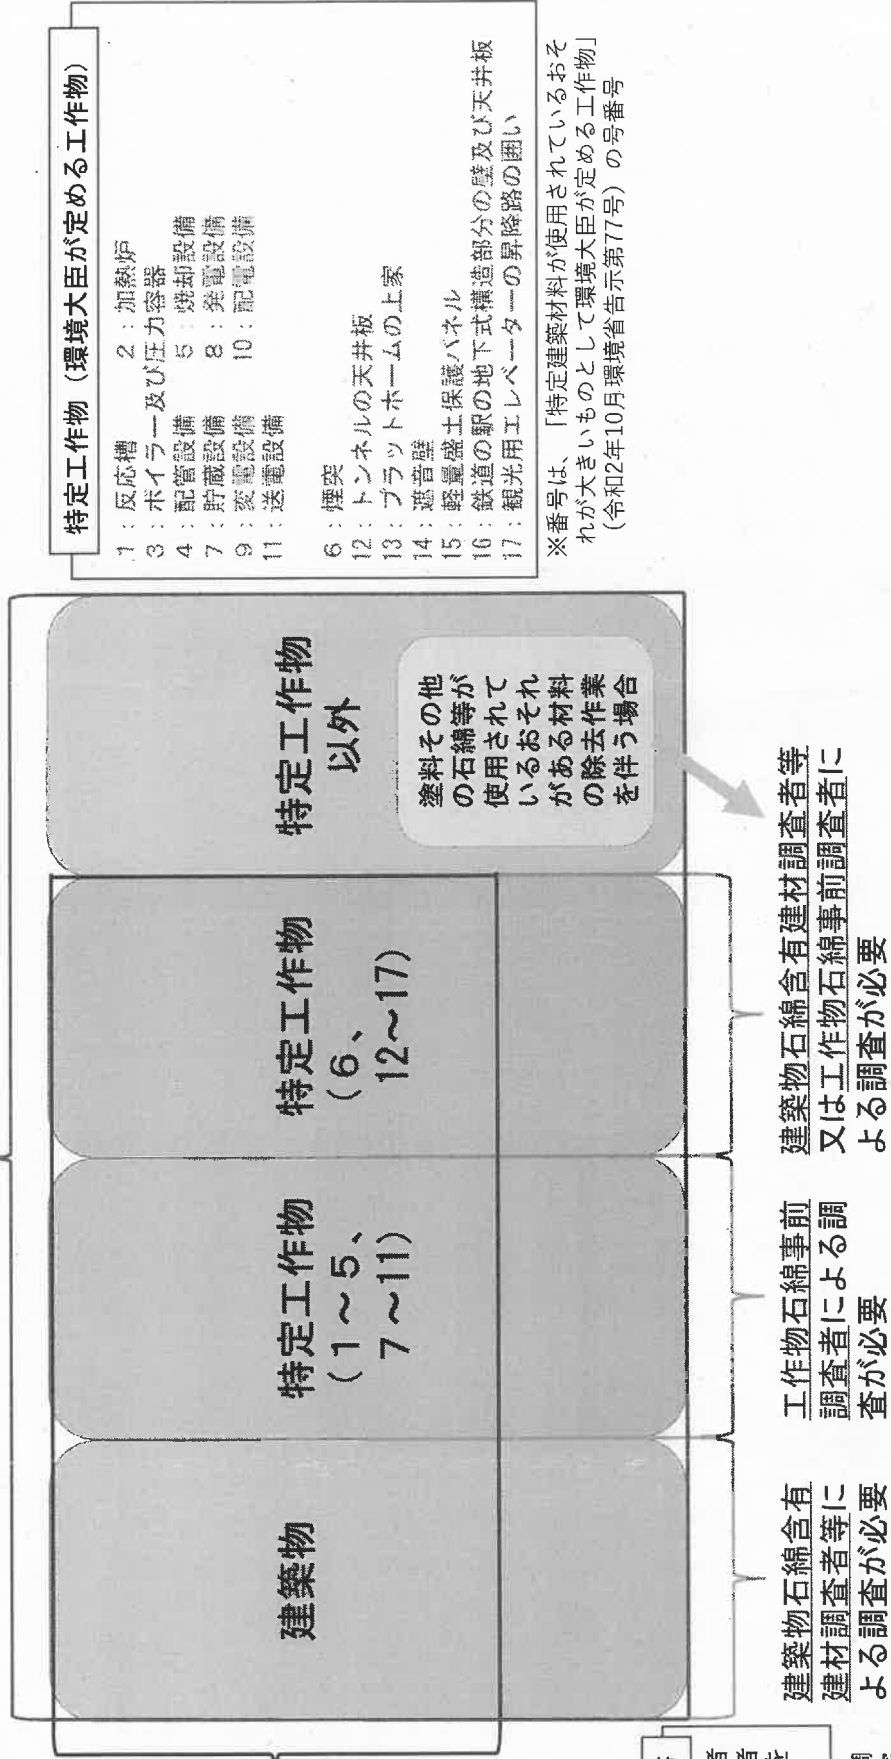 建築物
特定工作物
(1～5、
7～11)
特定工作物
(6、
12～17)
特定工作物
以外
塗料その他
の石綿等が
使用されて
いるおそれ
がある材料
の除去作業
を伴う場合
建築物石綿含有
建材調査者等に
よる調査が必要
工作物石綿事前
調査者による調
査が必要
建築物石綿含有建材調査者等
又は工作物石綿事前調査者に
よる調査が必要
特定工作物（環境大臣が定める工作物）
1：反応槽 2：加熱炉
3：ボイラー及び圧力容器
4：配管設備 5：焼却設備
7：貯蔵設備 8：発電設備
9：変電設備 10：配電設備
11：送電設備
6：煙突
12：トンネルの天井板
13：プラットホームの上家
14：遮音壁
15：軽量盛土保護パネル
16：鉄道の駅の地下式構造部分の壁及び天井板
17：観光用エレベーターの昇降路の囲い
※番号は、「特定建築材料が使用されているおそ
れが大きいものとして環境大臣が定める工作物」
（令和2年10月環境省告示第77号）の号番号